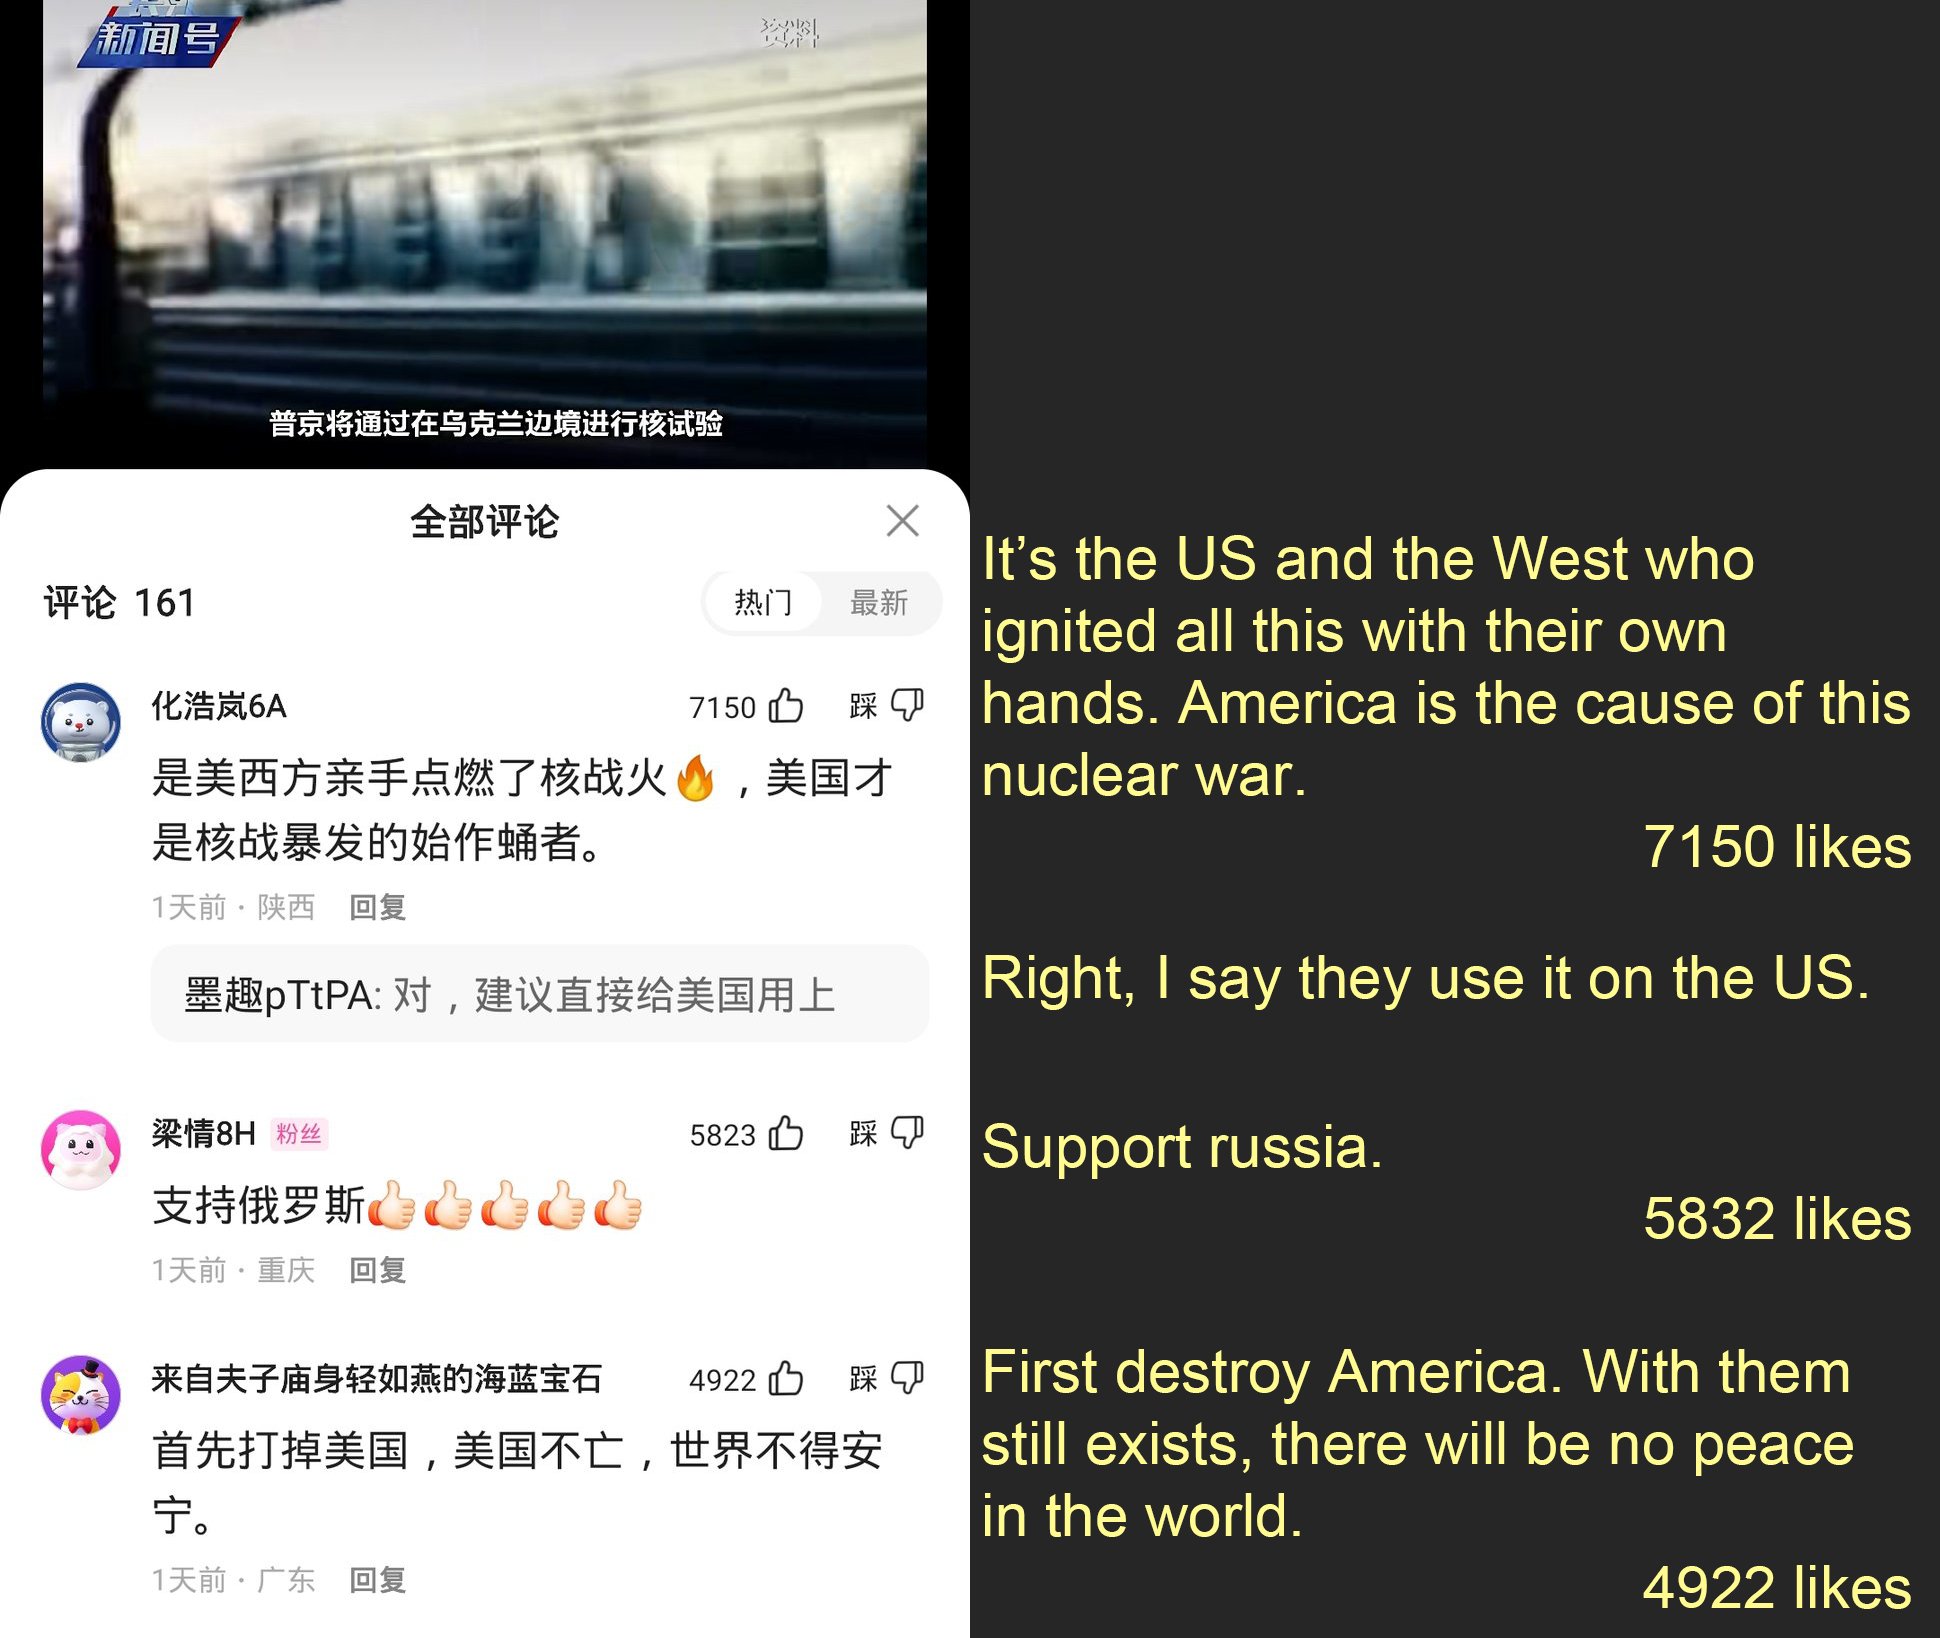 新闻号
资料
普京将通过在乌克兰边境进行核试验
全部评论
评论 161
热门 最新
化浩岚6A
7150 踩
是美西方亲手点燃了核战火🔥，美国才
是核战暴发的始作蛹者。
1天前 · 陕西 回复
墨趣pTtPA: 对，建议直接给美国用上
梁情8H 粉丝
5823 踩
支持俄罗斯👍👍👍👍👍
1天前 · 重庆 回复
来自夫子庙身轻如燕的海蓝宝石
4922 踩
首先打掉美国，美国不亡，世界不得安
宁。
1天前 · 广东 回复
It’s the US and the West who
ignited all this with their own
hands. America is the cause of this
nuclear war.
7150 likes
Right, I say they use it on the US.
Support russia.
5832 likes
First destroy America. With them
still exists, there will be no peace
in the world.
4922 likes